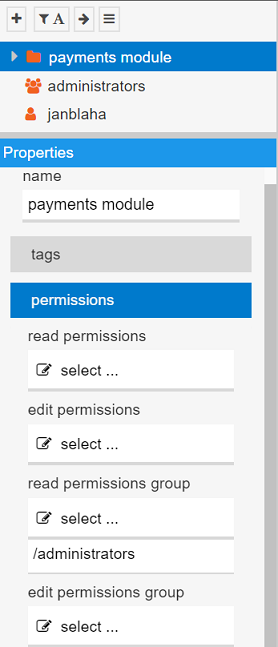 A
payments module
administrators
janblaha
Properties
name
payments module
tags
permissions
read permissions
select ...
edit permissions
select ...
read permissions group
select ...
/administrators
edit permissions group
select ...